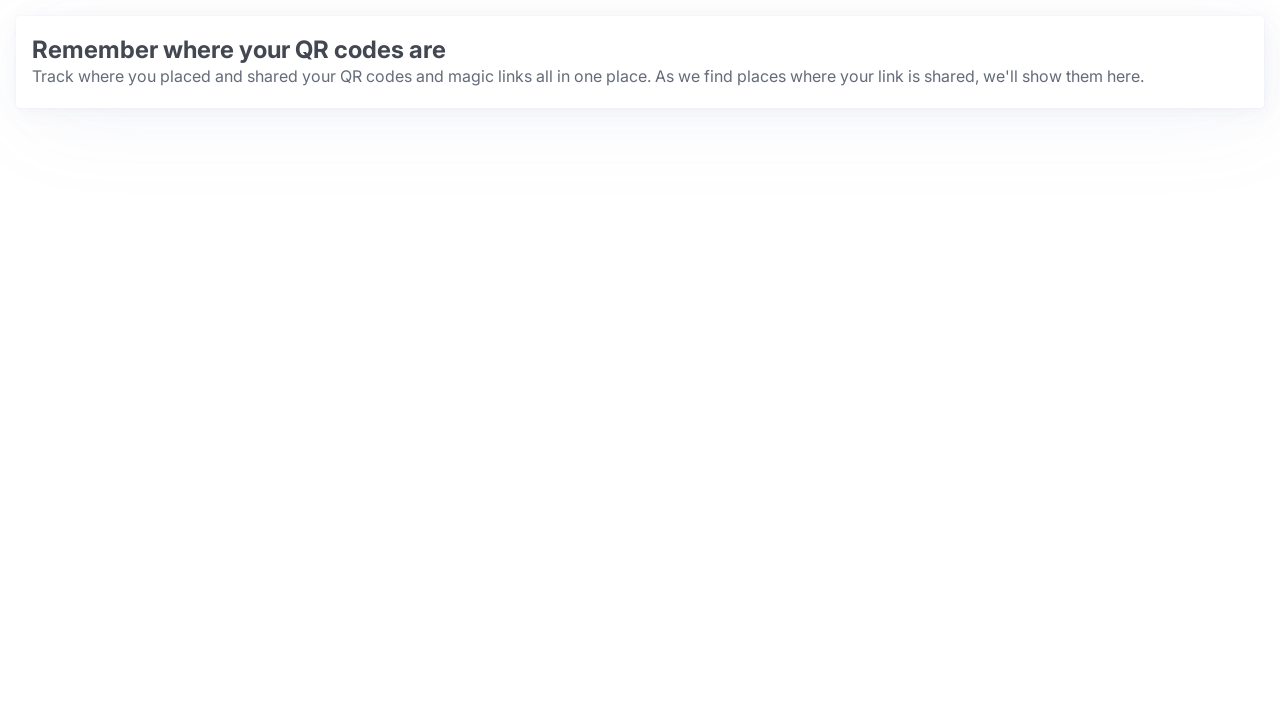 Remember where your QR codes are
Track where you placed and shared your QR codes and magic links all in one place. As we find places where your link is shared, we'll show them here.